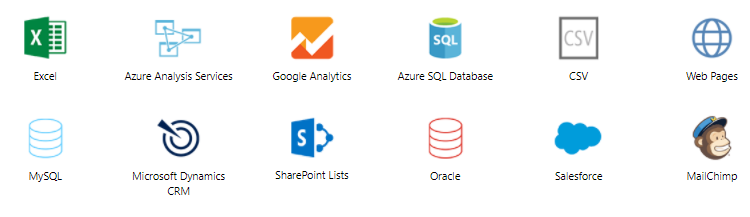 X
SQL
CSV
Excel
Azure Analysis Services
Google Analytics
Azure SQL Database
CSV
Web Pages
S
MySQL
Microsoft Dynamics
CRM
SharePoint Lists
Oracle
Salesforce
MailChimp